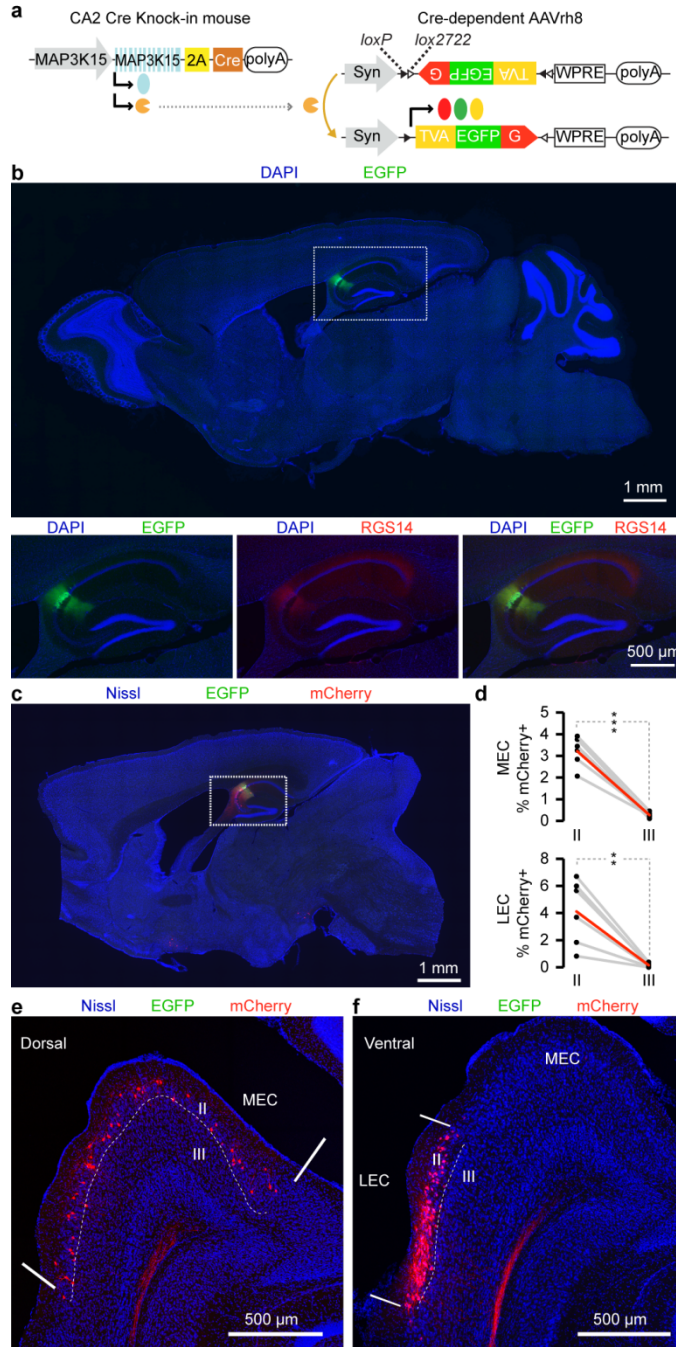 a
CA2 Cre Knock-in mouse
Cre-dependent AAVrh8
loxP
lox2722
MAP3K15 MAP3K15 2A Cre polyA
Syn G EGFP TVA WPRE polyA
Syn TVA EGFP G WPRE polyA
b
DAPI EGFP
1 mm
DAPI EGFP DAPI RGS14 DAPI EGFP RGS14
500 µm
c
Nissl EGFP mCherry
1 mm
d
***
MEC
% mCherry+
5
4
3
2
1
0
II III
**
LEC
% mCherry+
8
6
4
2
0
II III
e
Nissl EGFP mCherry
Dorsal
MEC
II
III
500 µm
f
Nissl EGFP mCherry
Ventral
MEC
II
III
LEC
500 µm